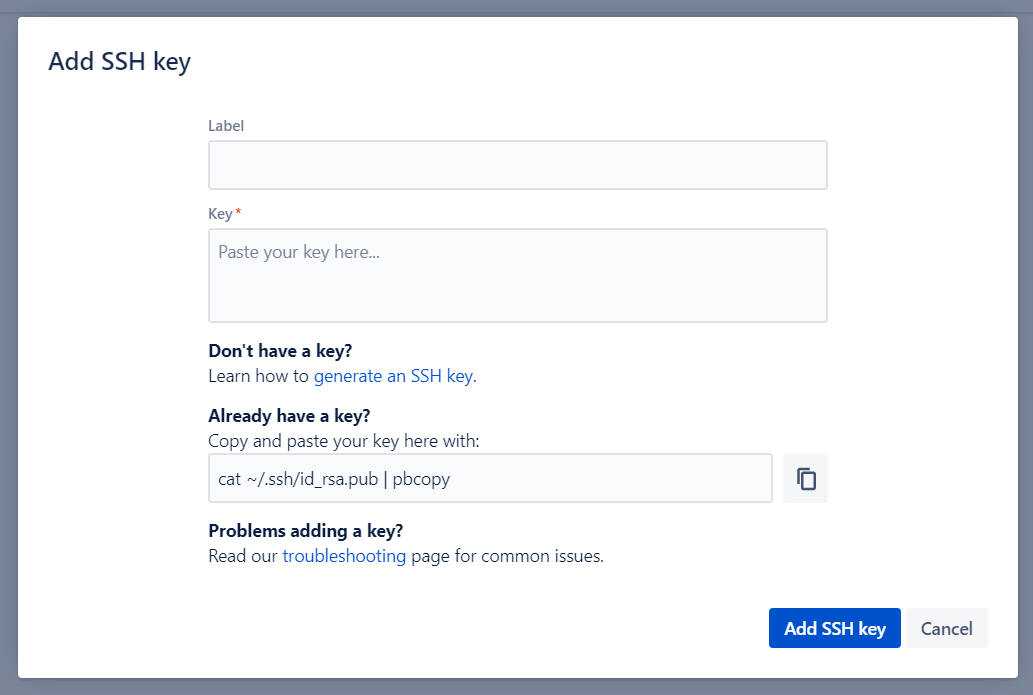 Add SSH key
Label
Key*
Paste your key here...
Don't have a key?
Learn how to generate an SSH key.
Already have a key?
Copy and paste your key here with:
cat ~/.ssh/id_rsa.pub | pbcopy
Problems adding a key?
Read our troubleshooting page for common issues.
Add SSH key
Cancel